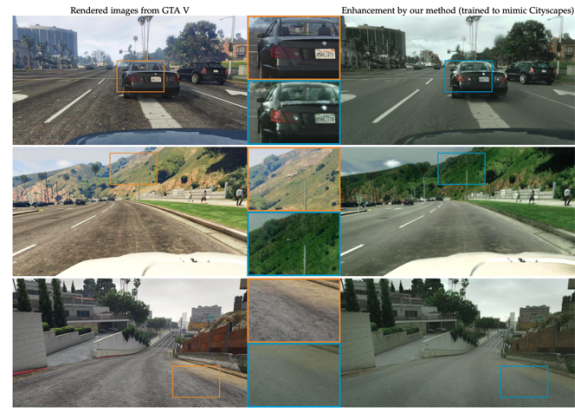 Rendered images from GTA V
Enhancement by our method (trained to mimic Cityscapes)